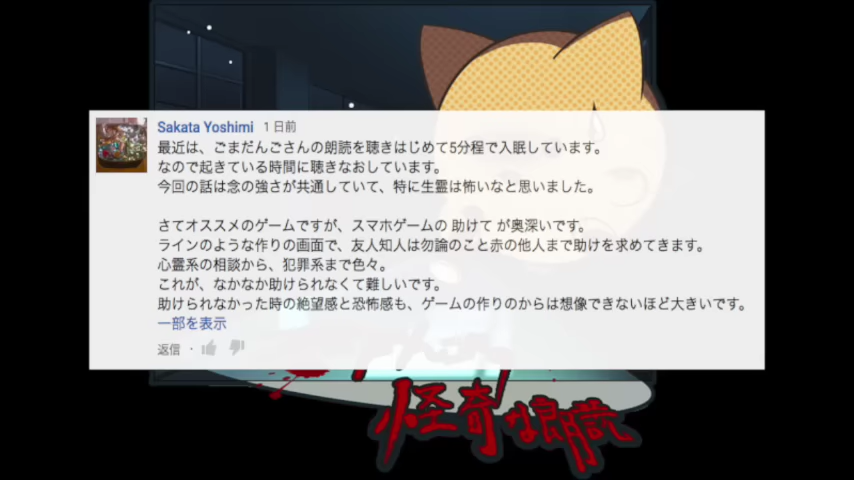 Sakata Yoshimi 1日前
最近は、ごまだんごさんの朗読を聴きはじめて5分程で入眠しています。
なので起きている時間に聴きなおしています。
今回の話は念の強さが共通していて、特に生霊は怖いなと思いました。
さてオススメのゲームですが、スマホゲームの 助けて が奥深いです。
ラインのような作りの画面で、友人知人は勿論のこと赤の他人まで助けを求めてきます。
心霊系の相談から、犯罪系まで色々。
これが、なかなか助けられなくて難しいです。
助けられなかった時の絶望感と恐怖感も、ゲームの作りのからは想像できないほど大きいです。
一部を表示
返信 ·
怪奇な朗読